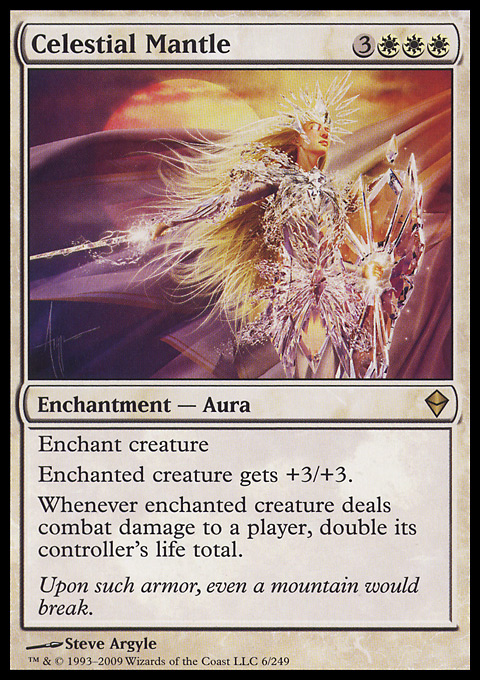 Celestial Mantle 3
Enchantment — Aura
Enchant creature
Enchanted creature gets +3/+3.
Whenever enchanted creature deals
combat damage to a player, double its
controller's life total.
Upon such armor, even a mountain would
break.
Steve Argyle
™ & © 1993–2009 Wizards of the Coast LLC 6/249